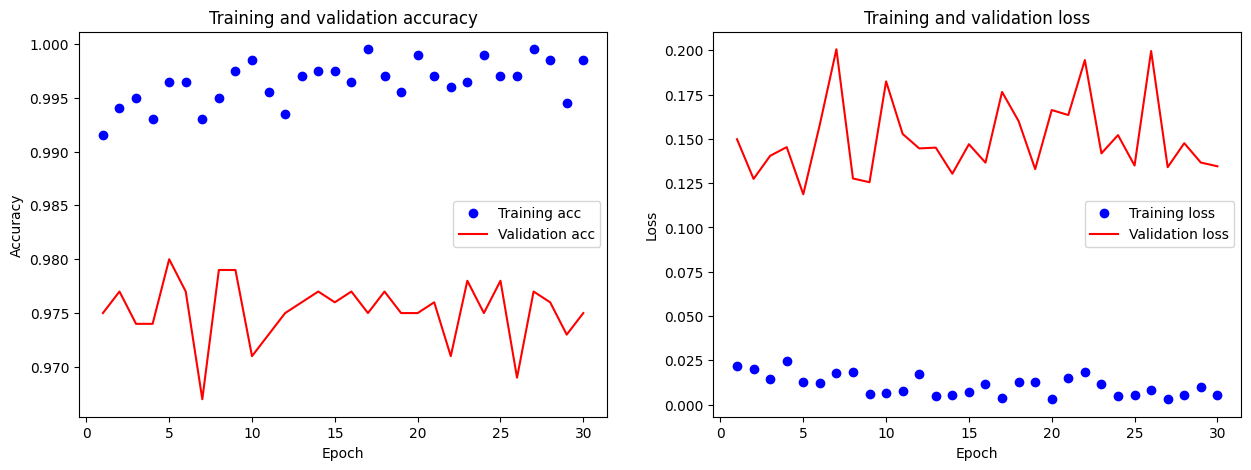 Training and validation accuracy
1.000
0.995
0.990
0.985
0.980
0.975
0.970
Accuracy
Training acc
Validation acc
0 5 10 15 20 25 30
Epoch
Training and validation loss
0.200
0.175
0.150
0.125
0.100
0.075
0.050
0.025
0.000
Loss
Training loss
Validation loss
0 5 10 15 20 25 30
Epoch